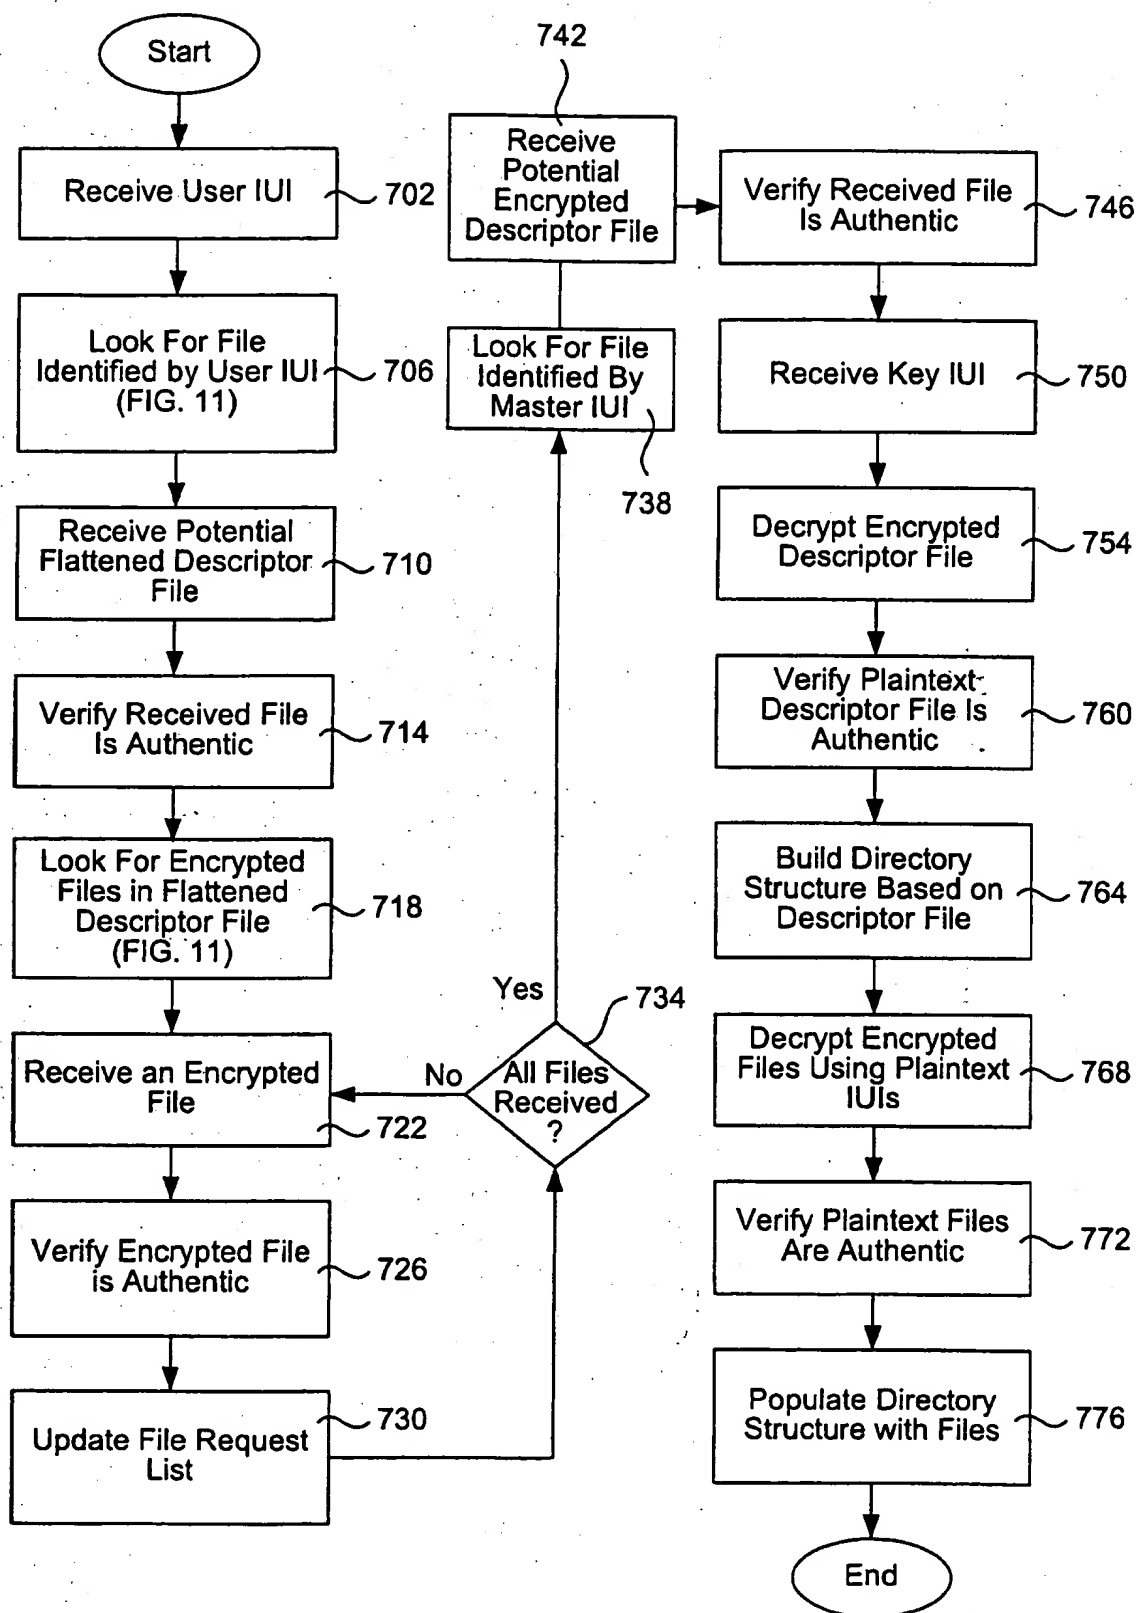 Start
Receive User IUI
702
Look For File
Identified by User IUI
(FIG. 11)
706
Receive Potential
Flattened Descriptor
File
710
Verify Received File
Is Authentic
714
Look For Encrypted
Files in Flattened
Descriptor File
(FIG. 11)
718
Receive an Encrypted
File
722
Verify Encrypted File
is Authentic
726
Update File Request
List
730
All Files
Received
?
734
No
Yes
Look For File
Identified By
Master IUI
738
Receive
Potential
Encrypted
Descriptor File
742
Verify Received File
Is Authentic
746
Receive Key IUI
750
Decrypt Encrypted
Descriptor File
754
Verify Plaintext
Descriptor File Is
Authentic
760
Build Directory
Structure Based on
Descriptor File
764
Decrypt Encrypted
Files Using Plaintext
IUIs
768
Verify Plaintext Files
Are Authentic
772
Populate Directory
Structure with Files
776
End